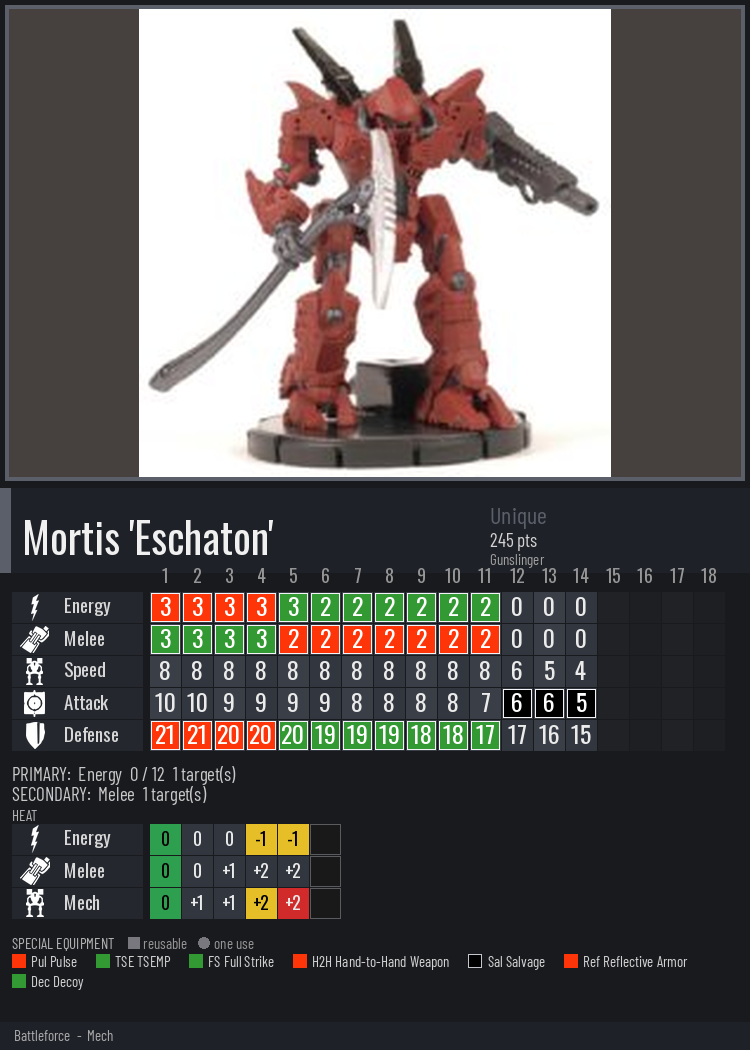 Mortis 'Eschaton'
Unique
245 pts
Gunslinger
1 2 3 4 5 6 7 8 9 10 11 12 13 14 15 16 17 18
Energy 3 3 3 3 3 2 2 2 2 2 2 0 0 0
Melee 3 3 3 3 2 2 2 2 2 2 2 0 0 0
Speed 8 8 8 8 8 8 8 8 8 8 8 6 5 4
Attack 10 10 9 9 9 9 8 8 8 8 7 6 6 5
Defense 21 21 20 20 20 19 19 19 18 18 17 17 16 15
PRIMARY: Energy 0 / 12 1 target(s)
SECONDARY: Melee 1 target(s)
HEAT
Energy 0 0 0 -1 -1
Melee 0 0 +1 +2 +2
Mech 0 +1 +1 +2 +2
SPECIAL EQUIPMENT reusable one use
Pul Pulse TSE TSEMP FS Full Strike H2H Hand-to-Hand Weapon Sal Salvage Ref Reflective Armor
Dec Decoy
Battleforce - Mech